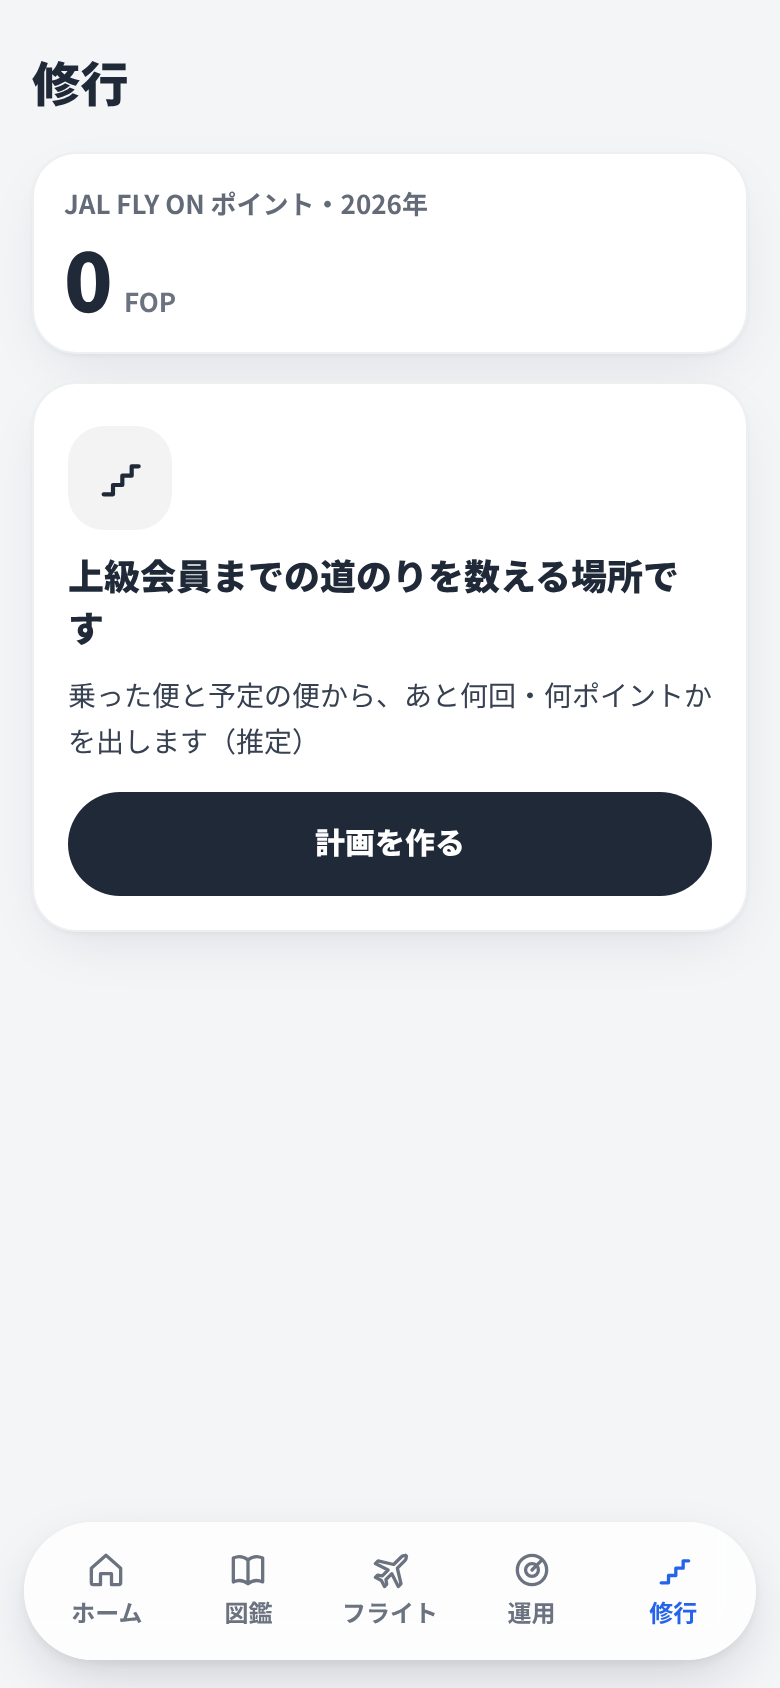 修行
JAL FLY ON ポイント・2026年
0 FOP
上級会員までの道のりを数える場所で
す
乗った便と予定の便から、あと何回・何ポイントか
を出します（推定）
計画を作る
ホーム 図鑑 フライト 運用 修行